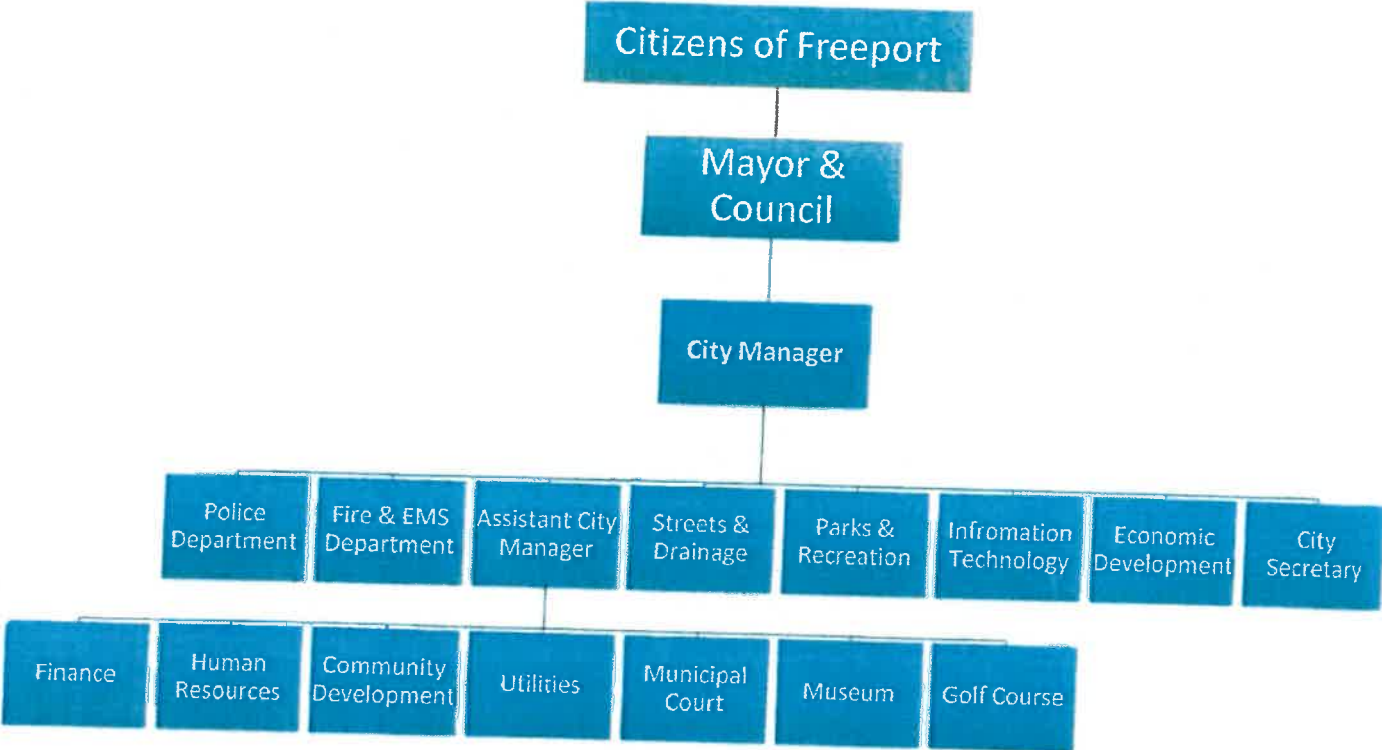 Citizens of Freeport
Mayor &
Council
City Manager
Police
Department
Fire & EMS
Department
Assistant City
Manager
Streets &
Drainage
Parks &
Recreation
Infromation
Technology
Economic
Development
City
Secretary
Finance
Human
Resources
Community
Development
Utilities
Municipal
Court
Museum
Golf Course